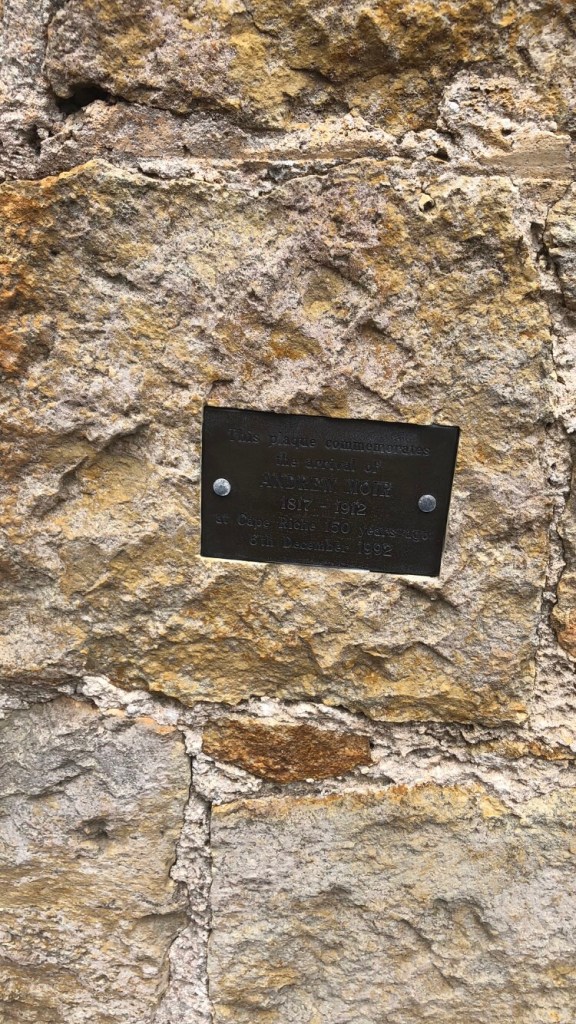 This plaque commemorates
the arrival of
ANDREW MOIR
1817 - 1912
at Cape Riche 150 years ago
8th December 1992